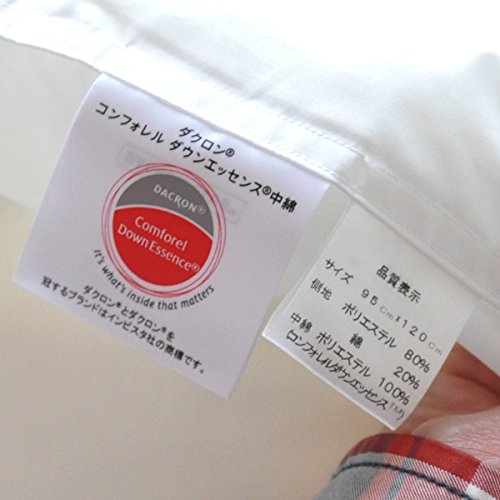 ダクロン®
コンフォレル ダウンエッセンス®中綿
DACRON®
Comforel
Down Essence®
it's what's inside that matters
ダクロン®とダクロン®を
冠するブランドはインビスタ社の商標です。
品質表示
サイズ 95cm×120cm
側地 ポリエステル 80%
綿 20%
中綿 ポリエステル 100%
(コンフォレルダウンエッセンス™)